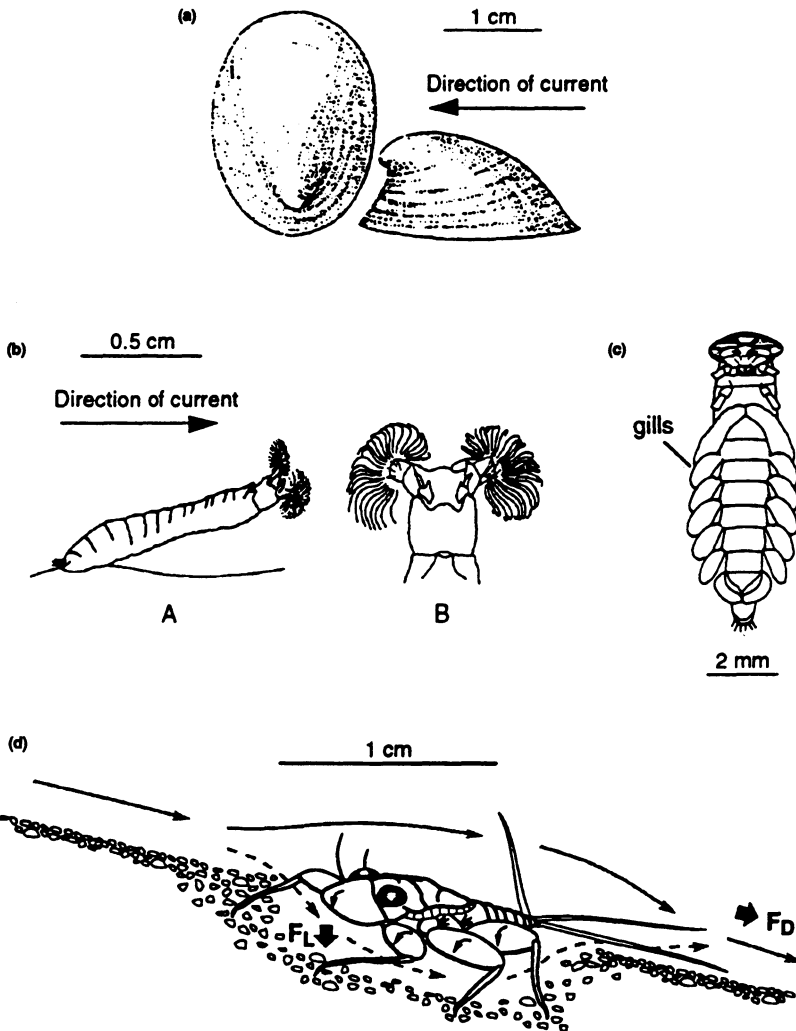 (a)
1 cm
Direction of current
(b)
0.5 cm
Direction of current
A
B
(c)
gills
2 mm
(d)
1 cm
FL
FD